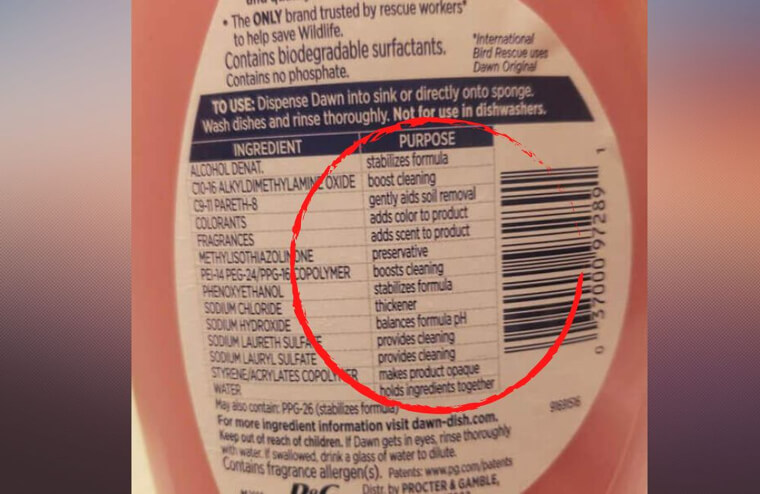 • The ONLY brand trusted by rescue workers*
to help save Wildlife.
Contains biodegradable surfactants.
Contains no phosphate.
*International
Bird Rescue uses
Dawn Original
TO USE: Dispense Dawn into sink or directly onto sponge.
Wash dishes and rinse thoroughly. Not for use in dishwashers.
INGREDIENT PURPOSE
ALCOHOL DENAT. stabilizes formula
C10-16 ALKYLDIMETHYLAMINE OXIDE boost cleaning
C9-11 PARETH-8 gently aids soil removal
COLORANTS adds color to product
FRAGRANCES adds scent to product
METHYLISOTHIAZOLINONE preservative
PEI-14 PEG-24/PPG-16 COPOLYMER boosts cleaning
PHENOXYETHANOL stabilizes formula
SODIUM CHLORIDE thickener
SODIUM HYDROXIDE balances formula pH
SODIUM LAURETH SULFATE provides cleaning
SODIUM LAURYL SULFATE provides cleaning
STYRENE/ACRYLATES COPOLYMER makes product opaque
WATER holds ingredients together
May also contain: PPG-26 (stabilizes formula)
For more ingredient information visit dawn-dish.com.
Keep out of reach of children. If Dawn gets in eyes, rinse thoroughly
with water. If swallowed, drink a glass of water to dilute.
Contains fragrance allergen(s). Patents: www.pg.com/patents
P&G Distr. by PROCTER & GAMBLE,
0 37000 97289 1